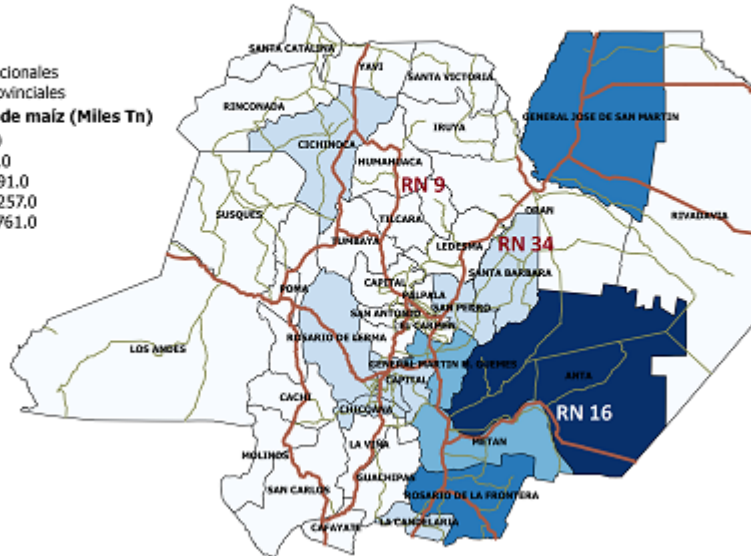 cionales
ovinciales
de maíz (Miles Tn)
)
.0
91.0
257.0
761.0
SANTA CATALINA
YAVI
SANTA VICTORIA
RINCONADA
GENERAL JOSE DE SAN MARTIN
IRUYA
CICHINOCA
HUMAHUACA
RN 9
SUSQUES
TILCARA
ORAN
RIVADAVIA
TUMBAYA
LEDESMA
RN 34
SANTA BARBARA
POMA
CAPITAL
PALPALA
SAN ANTONIO
SAN PEDRO
EL CARMEN
ROSARIO DE LERMA
LOS ANDES
GENERAL MARTIN M. GUEMES
CAPITAL
ANTA
CACHI
CHICOANA
RN 16
LA VIÑA
METAN
MOLINOS
GUACHIPAS
SAN CARLOS
ROSARIO DE LA FRONTERA
CAFAYATE
LA CANDELARIA